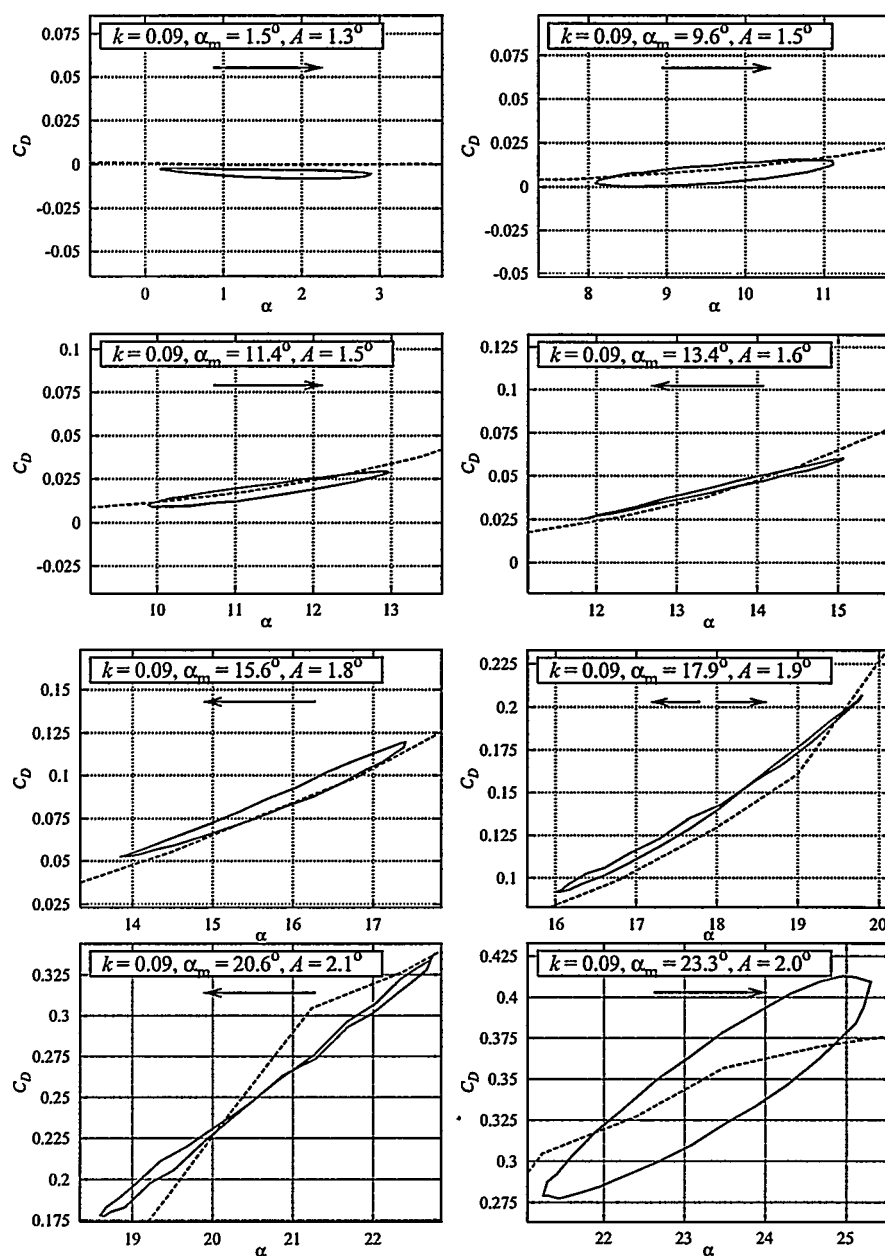 k = 0.09, αm = 1.5°, A = 1.3°
0.075
0.05
0.025
0
-0.025
-0.05
CD
0 1 2 3
α
k = 0.09, αm = 9.6°, A = 1.5°
0.075
0.05
0.025
0
-0.025
-0.05
CD
8 9 10 11
α
k = 0.09, αm = 11.4°, A = 1.5°
0.1
0.075
0.05
0.025
0
-0.025
CD
10 11 12 13
α
k = 0.09, αm = 13.4°, A = 1.6°
0.125
0.1
0.075
0.05
0.025
0
CD
12 13 14 15
α
k = 0.09, αm = 15.6°, A = 1.8°
0.15
0.125
0.1
0.075
0.05
0.025
CD
14 15 16 17
α
k = 0.09, αm = 17.9°, A = 1.9°
0.225
0.2
0.175
0.15
0.125
0.1
CD
16 17 18 19 20
α
k = 0.09, αm = 20.6°, A = 2.1°
0.325
0.3
0.275
0.25
0.225
0.2
0.175
CD
19 20 21 22
α
k = 0.09, αm = 23.3°, A = 2.0°
0.425
0.4
0.375
0.35
0.325
0.3
0.275
CD
22 23 24 25
α